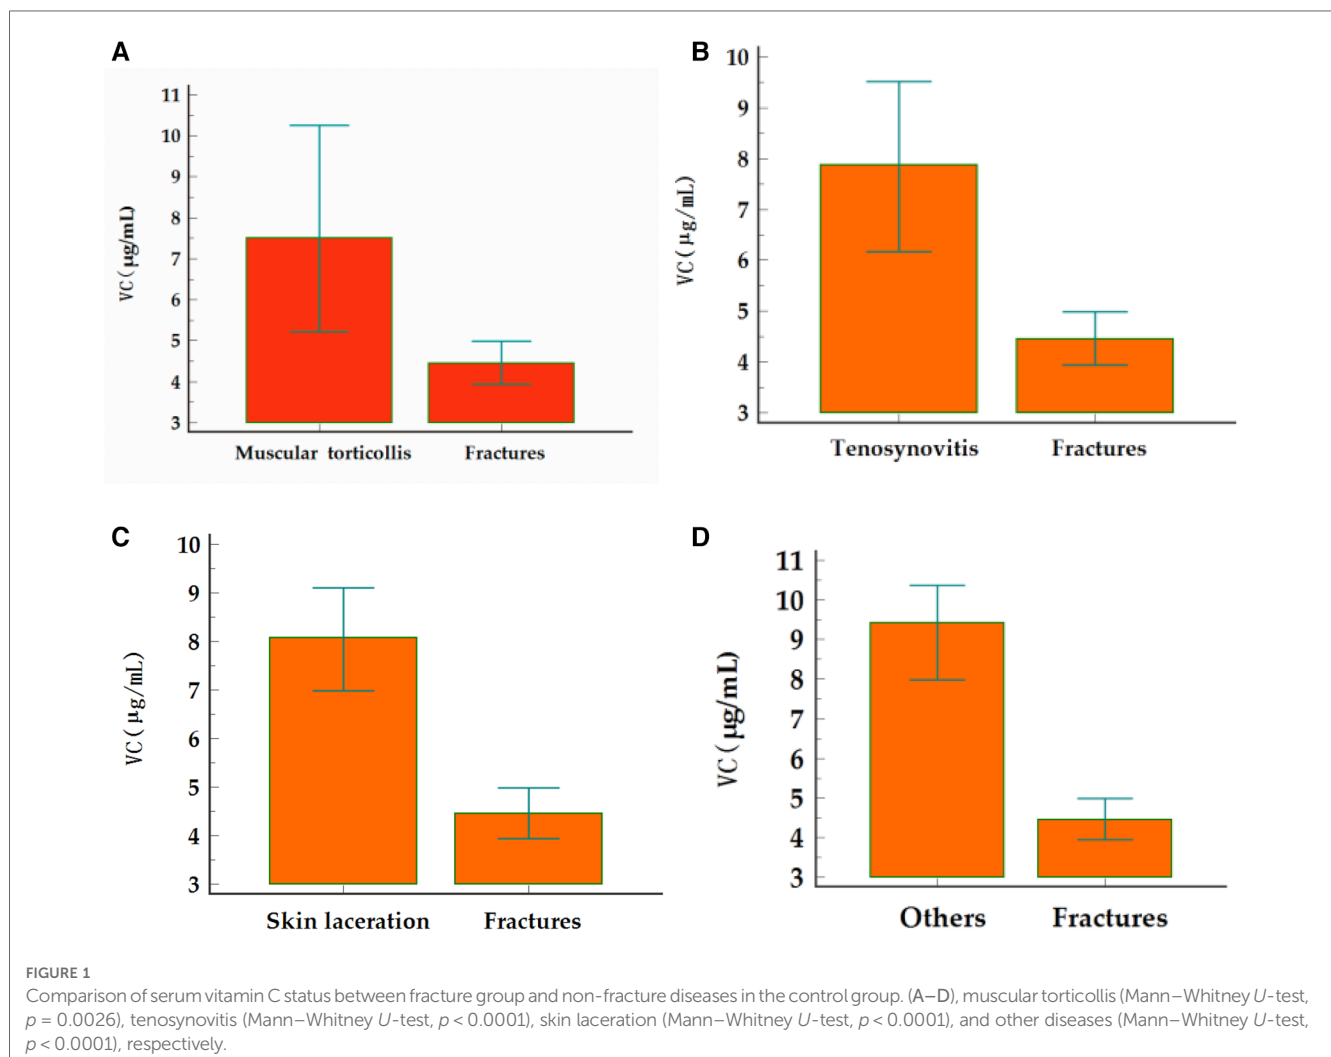 A
11
10
9
8
7
6
5
4
3
VC(μg/mL)
Muscular torticollis
Fractures
B
10
9
8
7
6
5
4
3
VC(μg/mL)
Tenosynovitis
Fractures
C
10
9
8
7
6
5
4
3
VC(μg/mL)
Skin laceration
Fractures
D
11
10
9
8
7
6
5
4
3
VC(μg/mL)
Others
Fractures
FIGURE 1
Comparison of serum vitamin C status between fracture group and non-fracture diseases in the control group. (A–D), muscular torticollis (Mann–Whitney U-test,
p = 0.0026), tenosynovitis (Mann–Whitney U-test, p < 0.0001), skin laceration (Mann–Whitney U-test, p < 0.0001), and other diseases (Mann–Whitney U-test,
p < 0.0001), respectively.